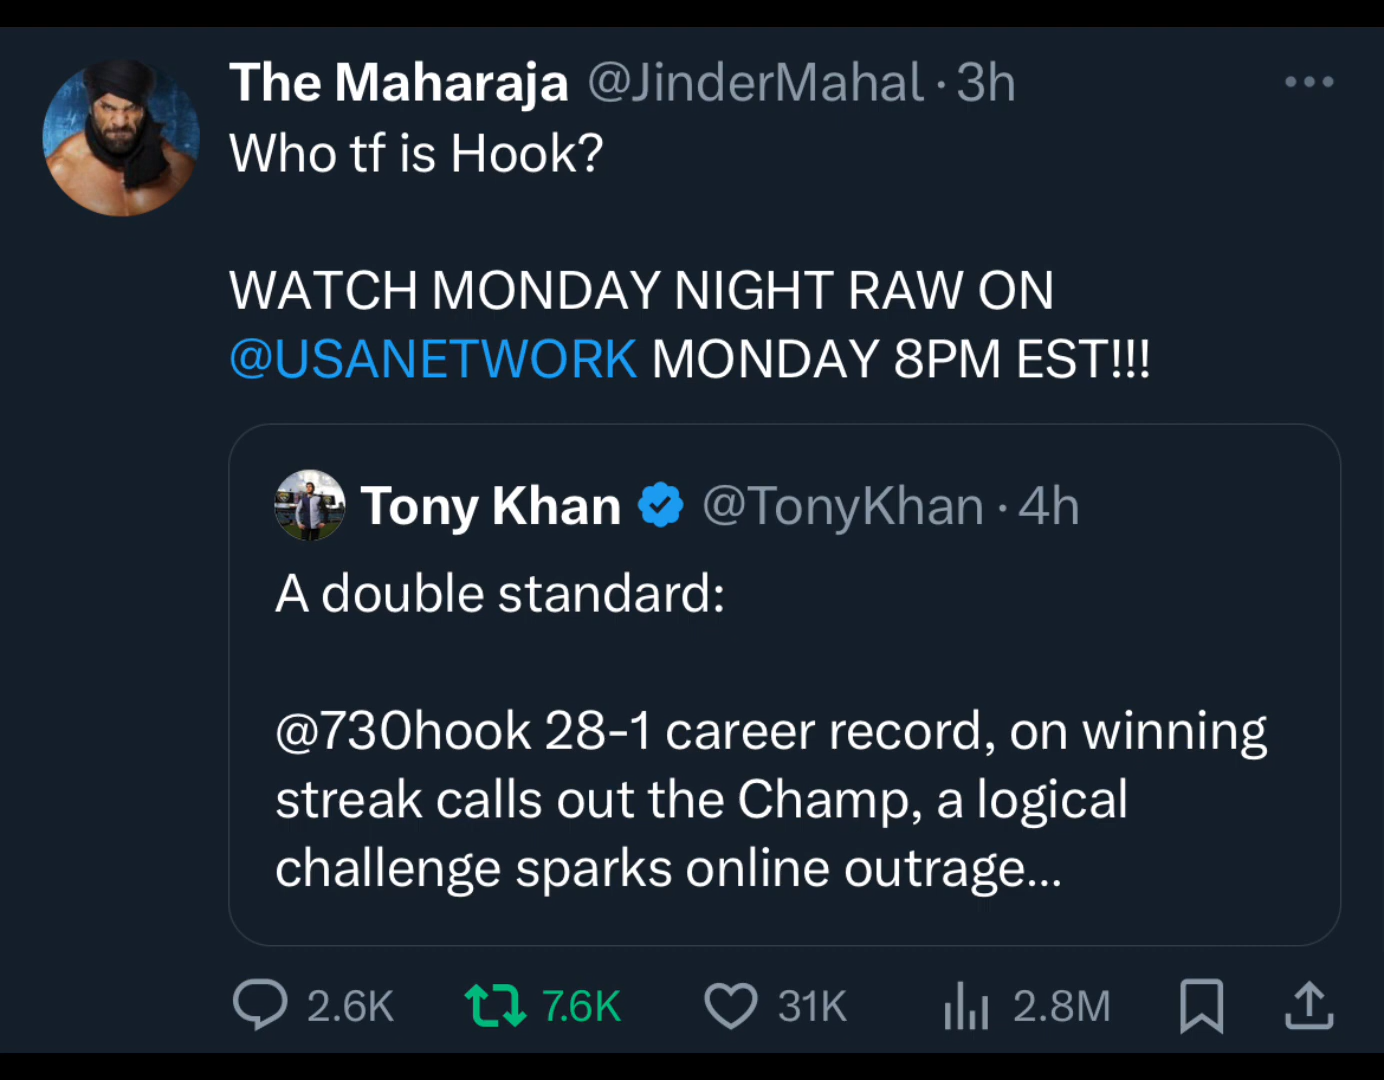 The Maharaja @JinderMahal · 3h
Who tf is Hook?
WATCH MONDAY NIGHT RAW ON
@USANETWORK MONDAY 8PM EST!!!
Tony Khan @TonyKhan · 4h
A double standard:
@730hook 28-1 career record, on winning
streak calls out the Champ, a logical
challenge sparks online outrage...
2.6K 7.6K 31K 2.8M